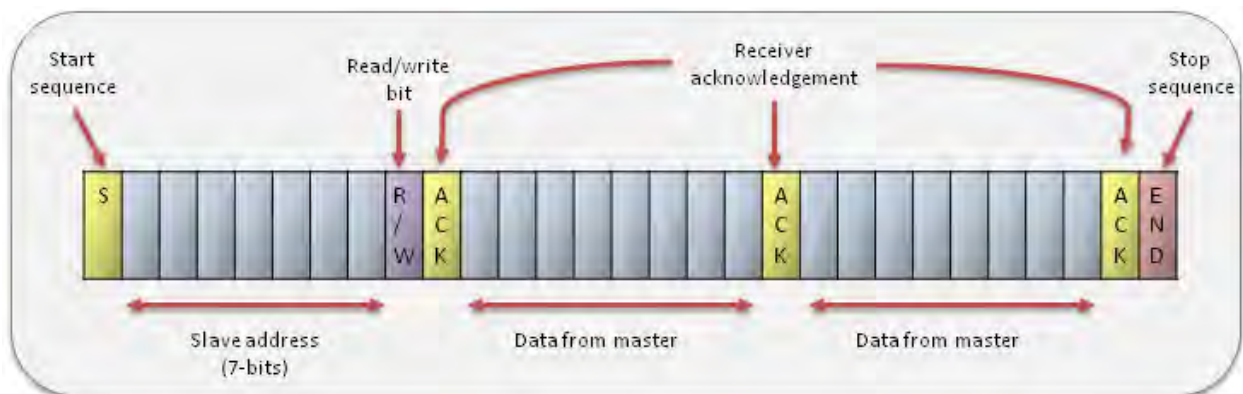 Start
sequence
Read/write
bit
Receiver
acknowledgement
Stop
sequence
S
R
/
W
A
C
K
A
C
K
A
C
K
E
N
D
Slave address
(7-bits)
Data from master
Data from master